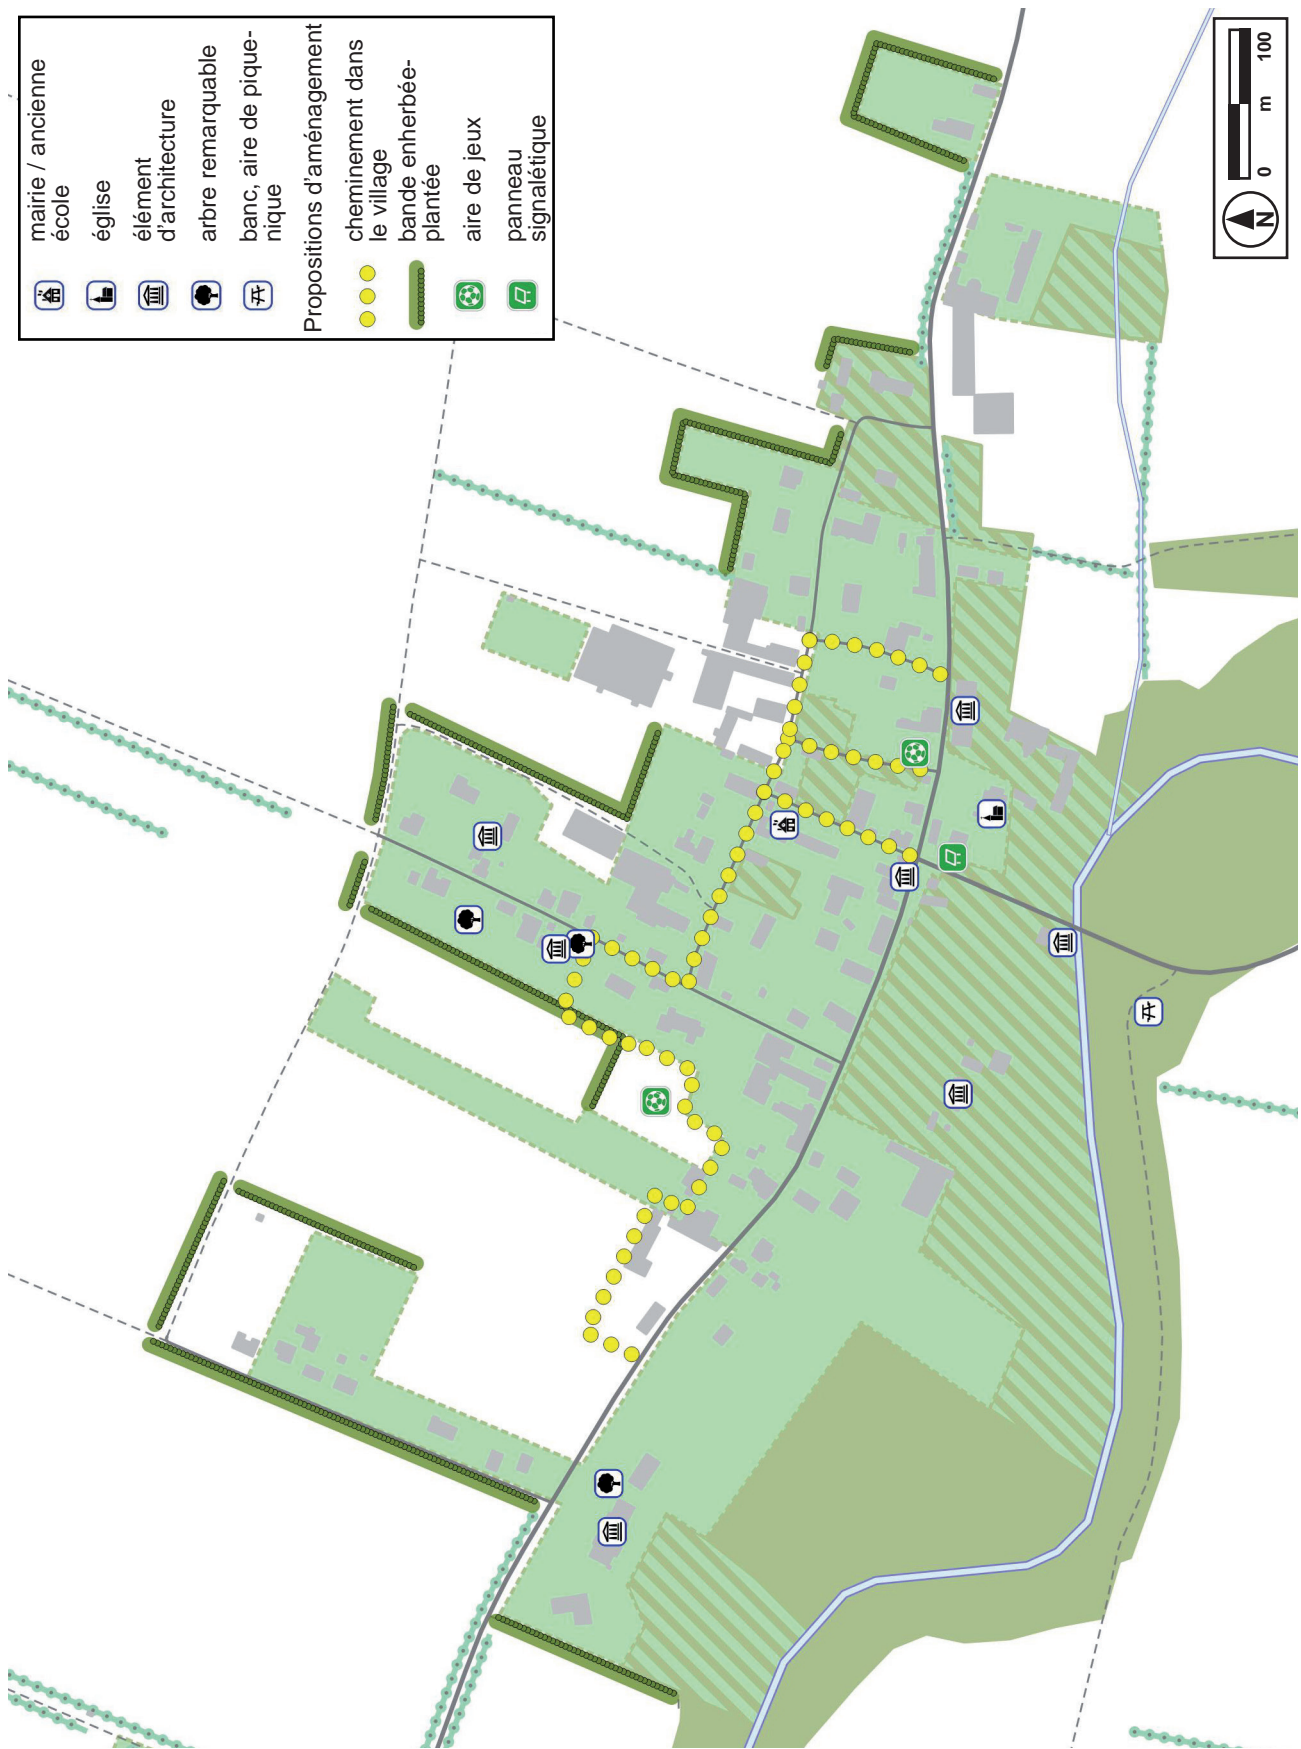 mairie / ancienne
école
église
élément
d'architecture
arbre remarquable
banc, aire de pique-
nique
Propositions d'aménagement
cheminement dans
le village
bande enherbée-
plantée
aire de jeux
panneau
signalétique
N
0 m 100